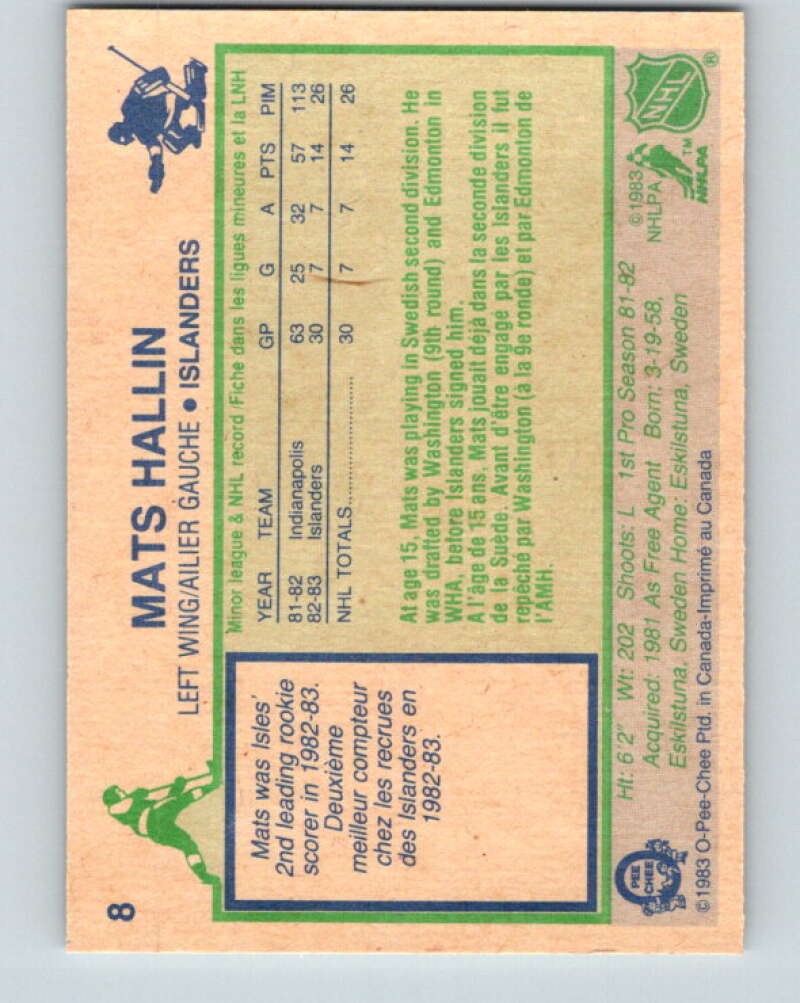 8
MATS HALLIN
LEFT WING/AILIER GAUCHE • ISLANDERS
Mats was Isles'
2nd leading rookie
scorer in 1982-83.
Deuxième
meilleur compteur
chez les recrues
des Islanders en
1982-83.
Minor league & NHL record/Fiche dans les ligues mineures et la LNH
YEAR TEAM GP G A PTS PIM
81-82 Indianapolis 63 25 32 57 113
82-83 Islanders 30 7 7 14 26
NHL TOTALS.................... 30 7 7 14 26
At age 15, Mats was playing in Swedish second division. He
was drafted by Washington (9th round) and Edmonton in
WHA, before Islanders signed him.
A l'âge de 15 ans, Mats jouait déjà dans la seconde division
de la Suède. Avant d'être engagé par les Islanders il fut
repêché par Washington (à la 9e ronde) et par Edmonton de
l'AMH.
Ht: 6'2" Wt: 202 Shoots: L 1st Pro Season 81-82
Acquired: 1981 As Free Agent Born: 3-19-58,
Eskilstuna, Sweden Home: Eskilstuna, Sweden
©1983 O-Pee-Chee Ptd. in Canada-Imprimé au Canada
O PEE CHEE
©1983
NHLPA
TM
NHLPA
NHL ®